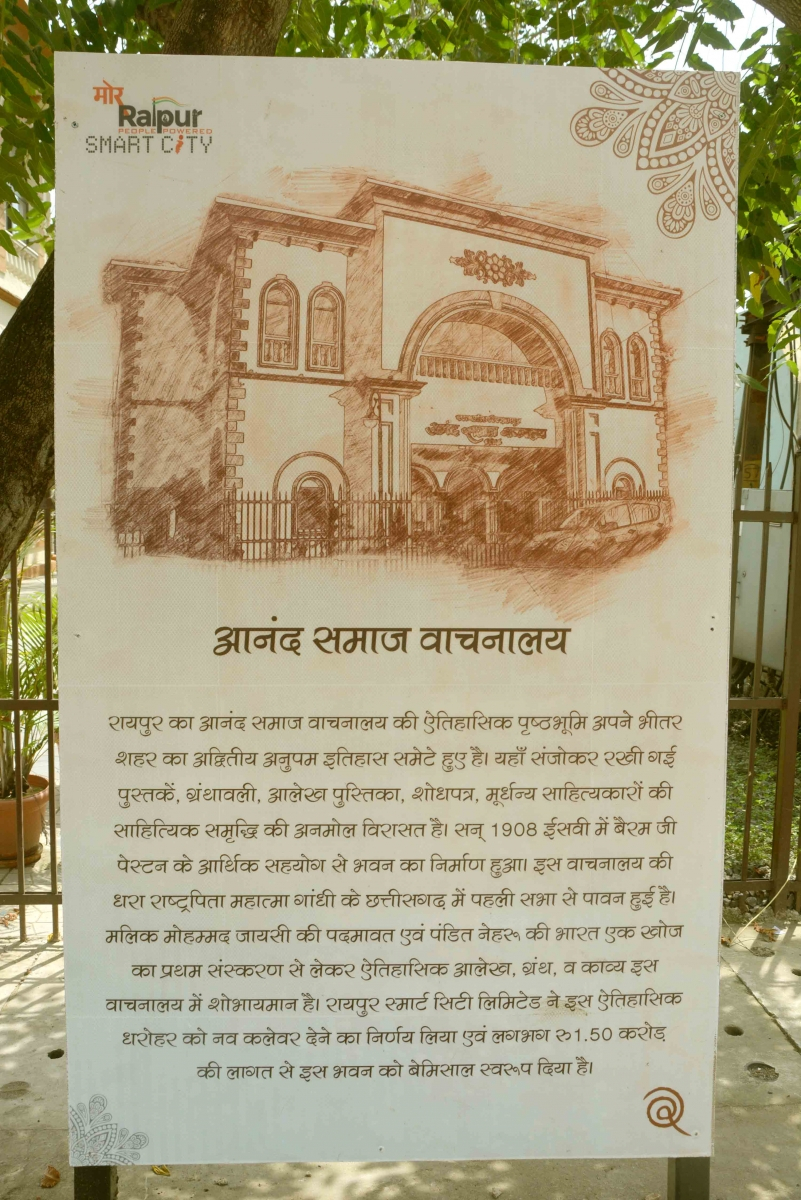 मोर
Raipur
PEOPLE POWERED
SMART CiTY
आनंद समाज वाचनालय
रायपुर का आनंद समाज वाचनालय की ऐतिहासिक पृष्ठभूमि अपने भीतर
शहर का अद्वितीय अनुपम इतिहास समेटे हुए है। यहाँ संजोकर रखी गई
पुस्तकें, ग्रंथावली, आलेख पुस्तिका, शोधपत्र, मूर्धन्य साहित्यकारों की
साहित्यिक समृद्धि की अनमोल विरासत है। सन् 1908 ईसवी में बैरम जी
पेस्टन के आर्थिक सहयोग से भवन का निर्माण हुआ। इस वाचनालय की
धरा राष्ट्रपिता महात्मा गांधी के छत्तीसगढ़ में पहली सभा से पावन हुई है।
मलिक मोहम्मद जायसी की पदमावत एवं पंडित नेहरू की भारत एक खोज
का प्रथम संस्करण से लेकर ऐतिहासिक आलेख, ग्रंथ, व काव्य इस
वाचनालय में शोभायमान है। रायपुर स्मार्ट सिटी लिमिटेड ने इस ऐतिहासिक
धरोहर को नव कलेवर देने का निर्णय लिया एवं लगभग रु1.50 करोड़
की लागत से इस भवन को बेमिसाल स्वरूप दिया है।